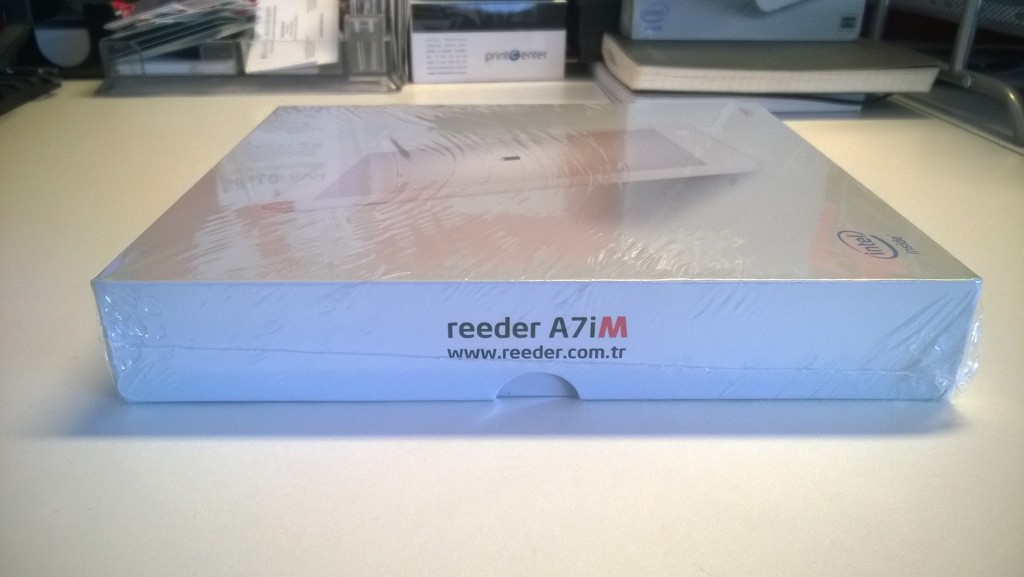 printcenter
intel
inside
reeder A7iM
www.reeder.com.tr